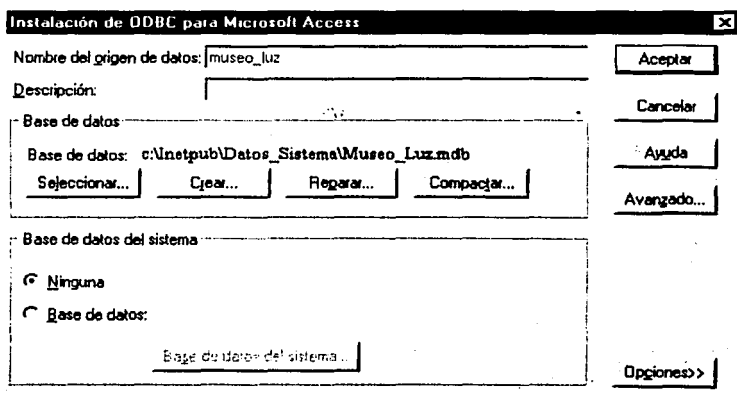 Instalación de ODBC para Microsoft Access
Nombre del origen de datos: museo_luz
Aceptar
Descripción:
Cancelar
Base de datos
Base de datos: c:\Inetpub\Datos_Sistema\Museo_Luz.mdb
Ayuda
Seleccionar... Crear... Reparar... Compactar...
Avanzado...
Base de datos del sistema
Ninguna
Base de datos:
Base de datos del sistema...
Opciones>>